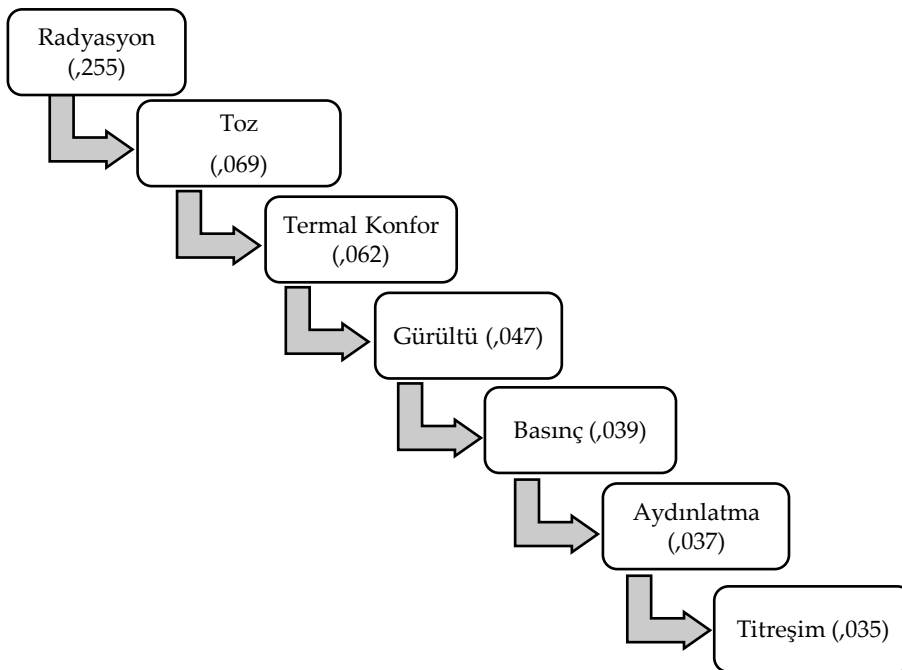 Radyasyon
(,255)
Toz
(,069)
Termal Konfor
(,062)
Gürültü (,047)
Basınç (,039)
Aydınlatma
(,037)
Titreşim (,035)